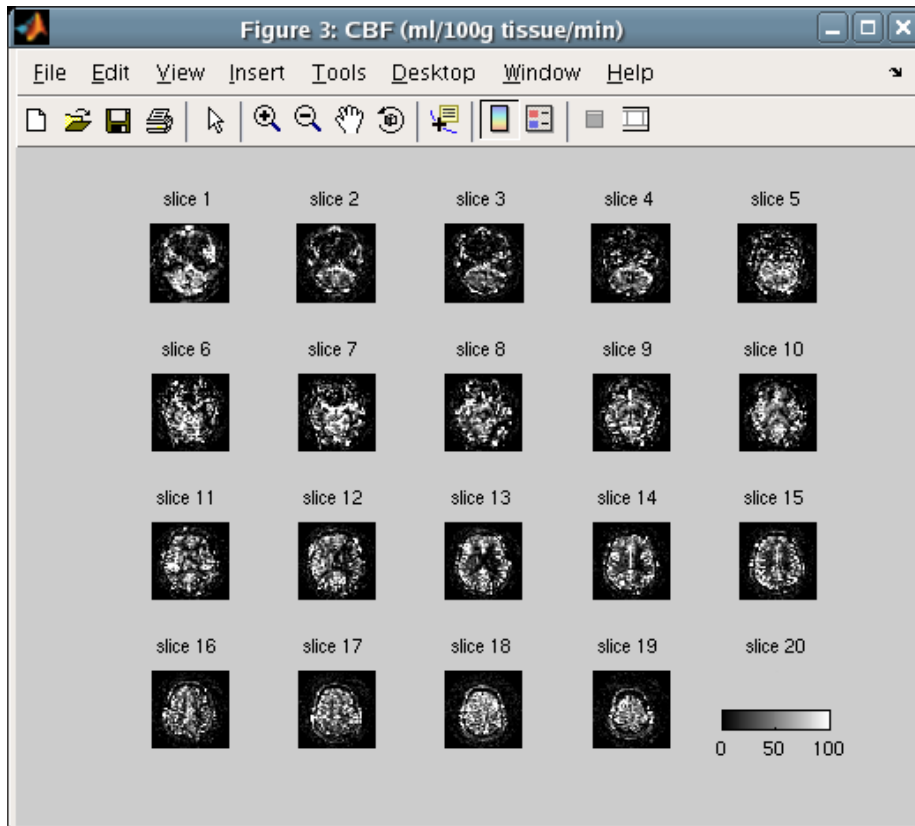 Figure 3: CBF (ml/100g tissue/min)
File Edit View Insert Tools Desktop Window Help
slice 1 slice 2 slice 3 slice 4 slice 5
slice 6 slice 7 slice 8 slice 9 slice 10
slice 11 slice 12 slice 13 slice 14 slice 15
slice 16 slice 17 slice 18 slice 19 slice 20
0 50 100